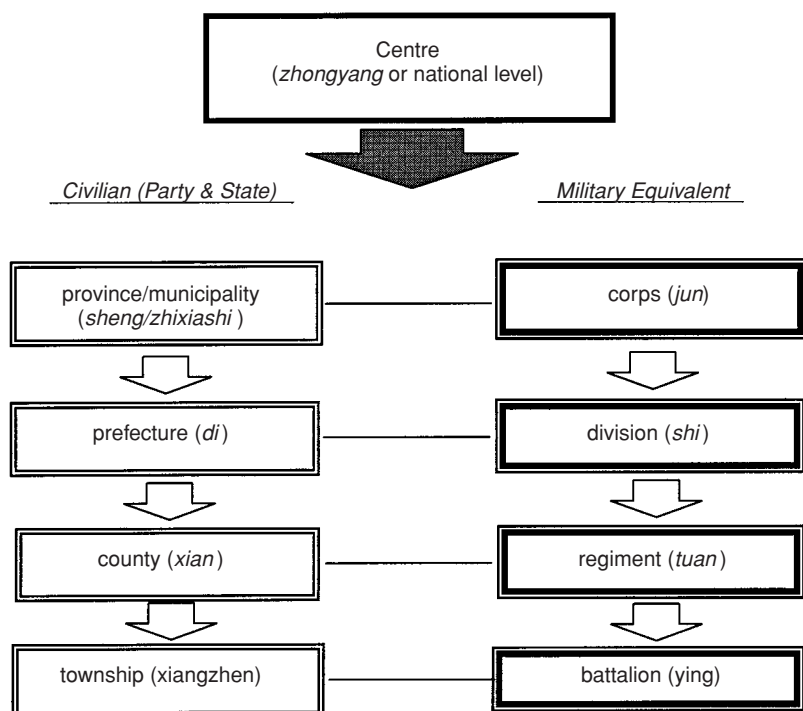 Centre
(zhongyang or national level)
Civilian (Party & State)
Military Equivalent
province/municipality
(sheng/zhixiashi )
corps (jun)
prefecture (di)
division (shi)
county (xian)
regiment (tuan)
township (xiangzhen)
battalion (ying)